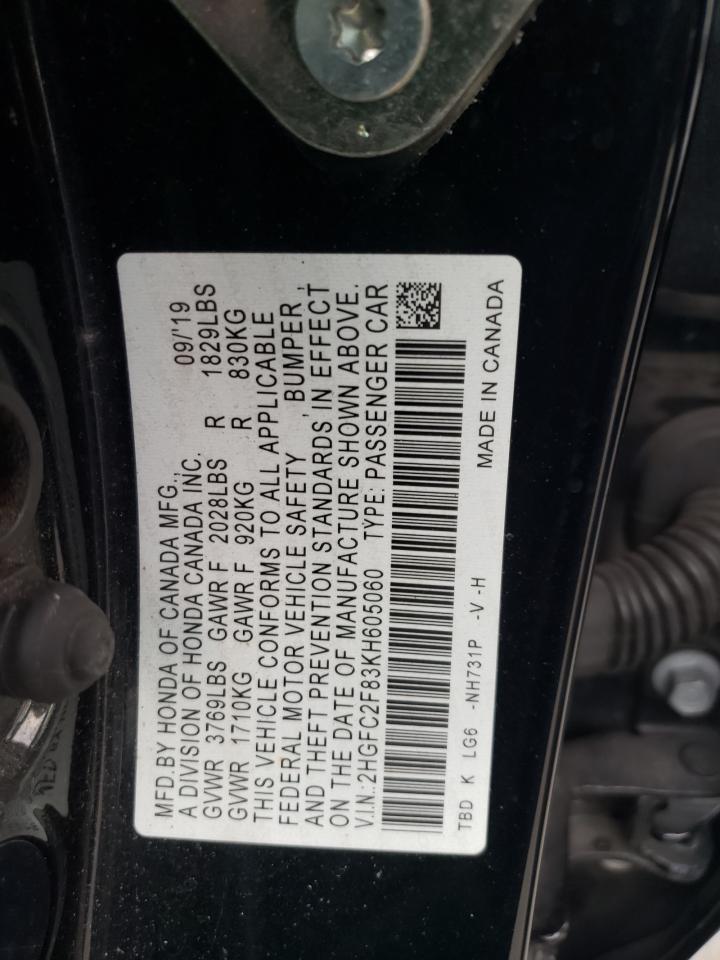 MFD.BY HONDA OF CANADA MFG.,
A DIVISION OF HONDA CANADA INC. 09/'19
GVWR 3769LBS GAWR F 2028LBS R 1829LBS
GVWR 1710KG GAWR F 920KG R 830KG
THIS VEHICLE CONFORMS TO ALL APPLICABLE
FEDERAL MOTOR VEHICLE SAFETY , BUMPER ,
AND THEFT PREVENTION STANDARDS IN EFFECT
ON THE DATE OF MANUFACTURE SHOWN ABOVE.
V.I.N.:2HGFC2F83KH605060 TYPE: PASSENGER CAR
TBD K LG6 -NH731P -V -H MADE IN CANADA